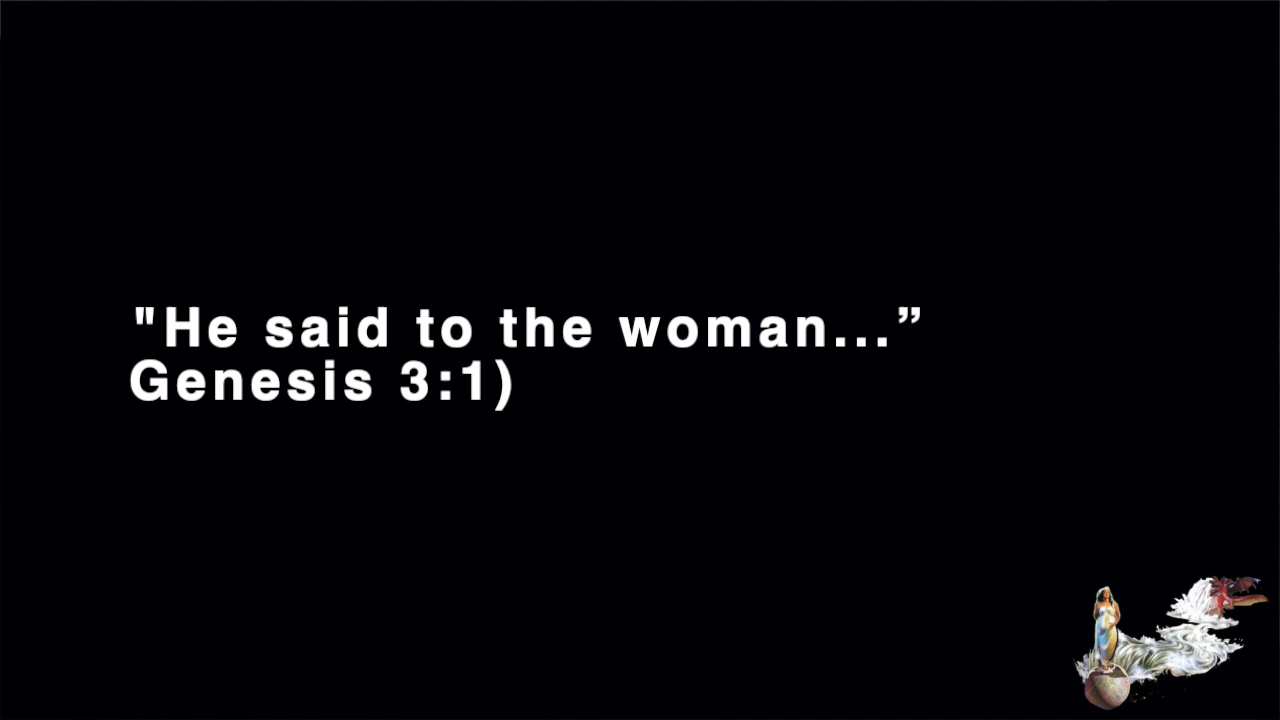 "He said to the woman...”
Genesis 3:1)